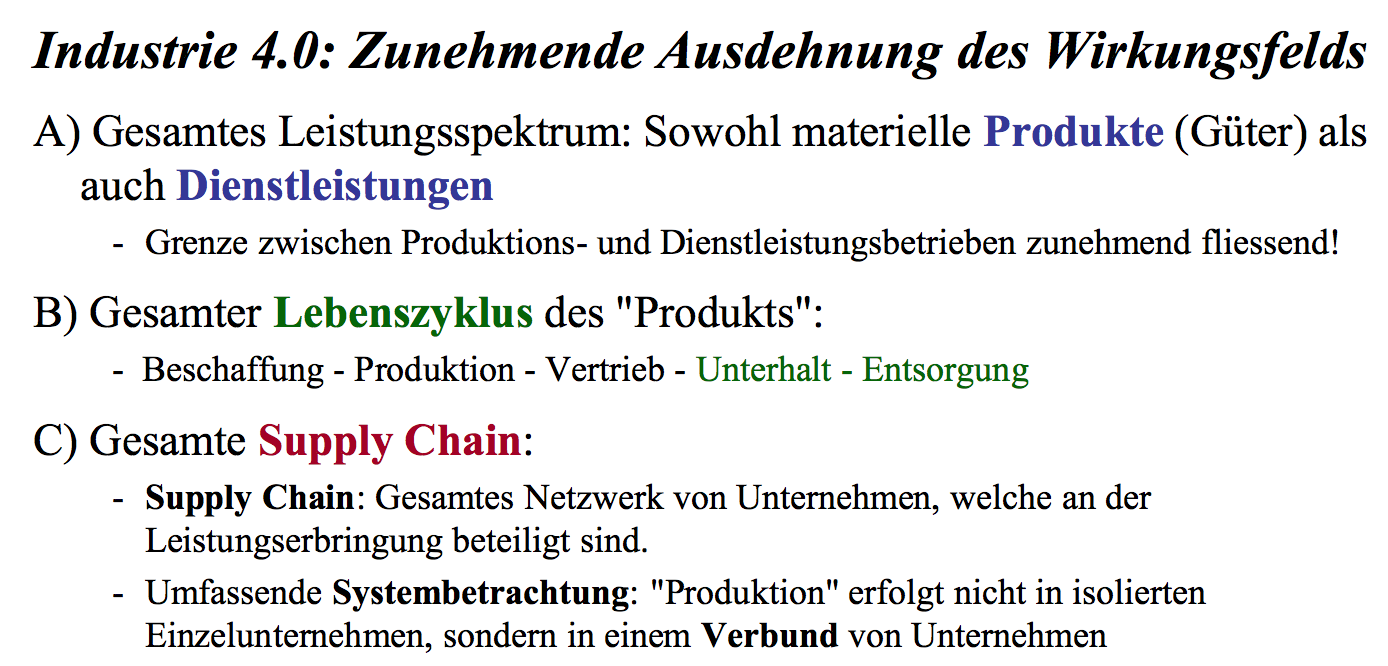 Industrie 4.0: Zunehmende Ausdehnung des Wirkungsfelds
A) Gesamtes Leistungsspektrum: Sowohl materielle Produkte (Güter) als
auch Dienstleistungen
- Grenze zwischen Produktions- und Dienstleistungsbetrieben zunehmend fliessend!
B) Gesamter Lebenszyklus des "Produkts":
- Beschaffung - Produktion - Vertrieb - Unterhalt - Entsorgung
C) Gesamte Supply Chain:
- Supply Chain: Gesamtes Netzwerk von Unternehmen, welche an der
Leistungserbringung beteiligt sind.
- Umfassende Systembetrachtung: "Produktion" erfolgt nicht in isolierten
Einzelunternehmen, sondern in einem Verbund von Unternehmen